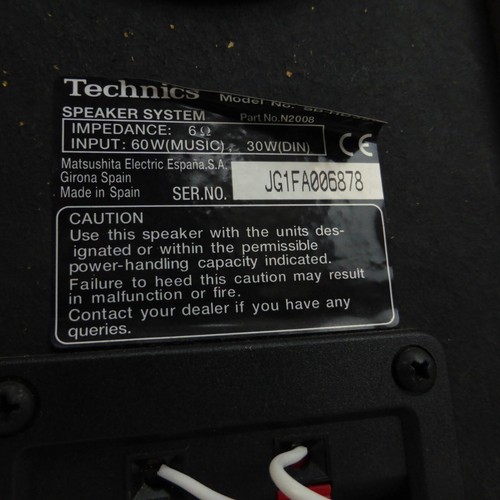 Technics
Model No.
SPEAKER SYSTEM Part No.N2008
IMPEDANCE: 6Ω
INPUT: 60W(MUSIC), 30W(DIN)
CE
Matsushita Electric España,S.A.
Girona Spain
Made in Spain SER.NO. JG1FA006878
CAUTION
Use this speaker with the units des-
ignated or within the permissible
power-handling capacity indicated.
Failure to heed this caution may result
in malfunction or fire.
Contact your dealer if you have any
queries.